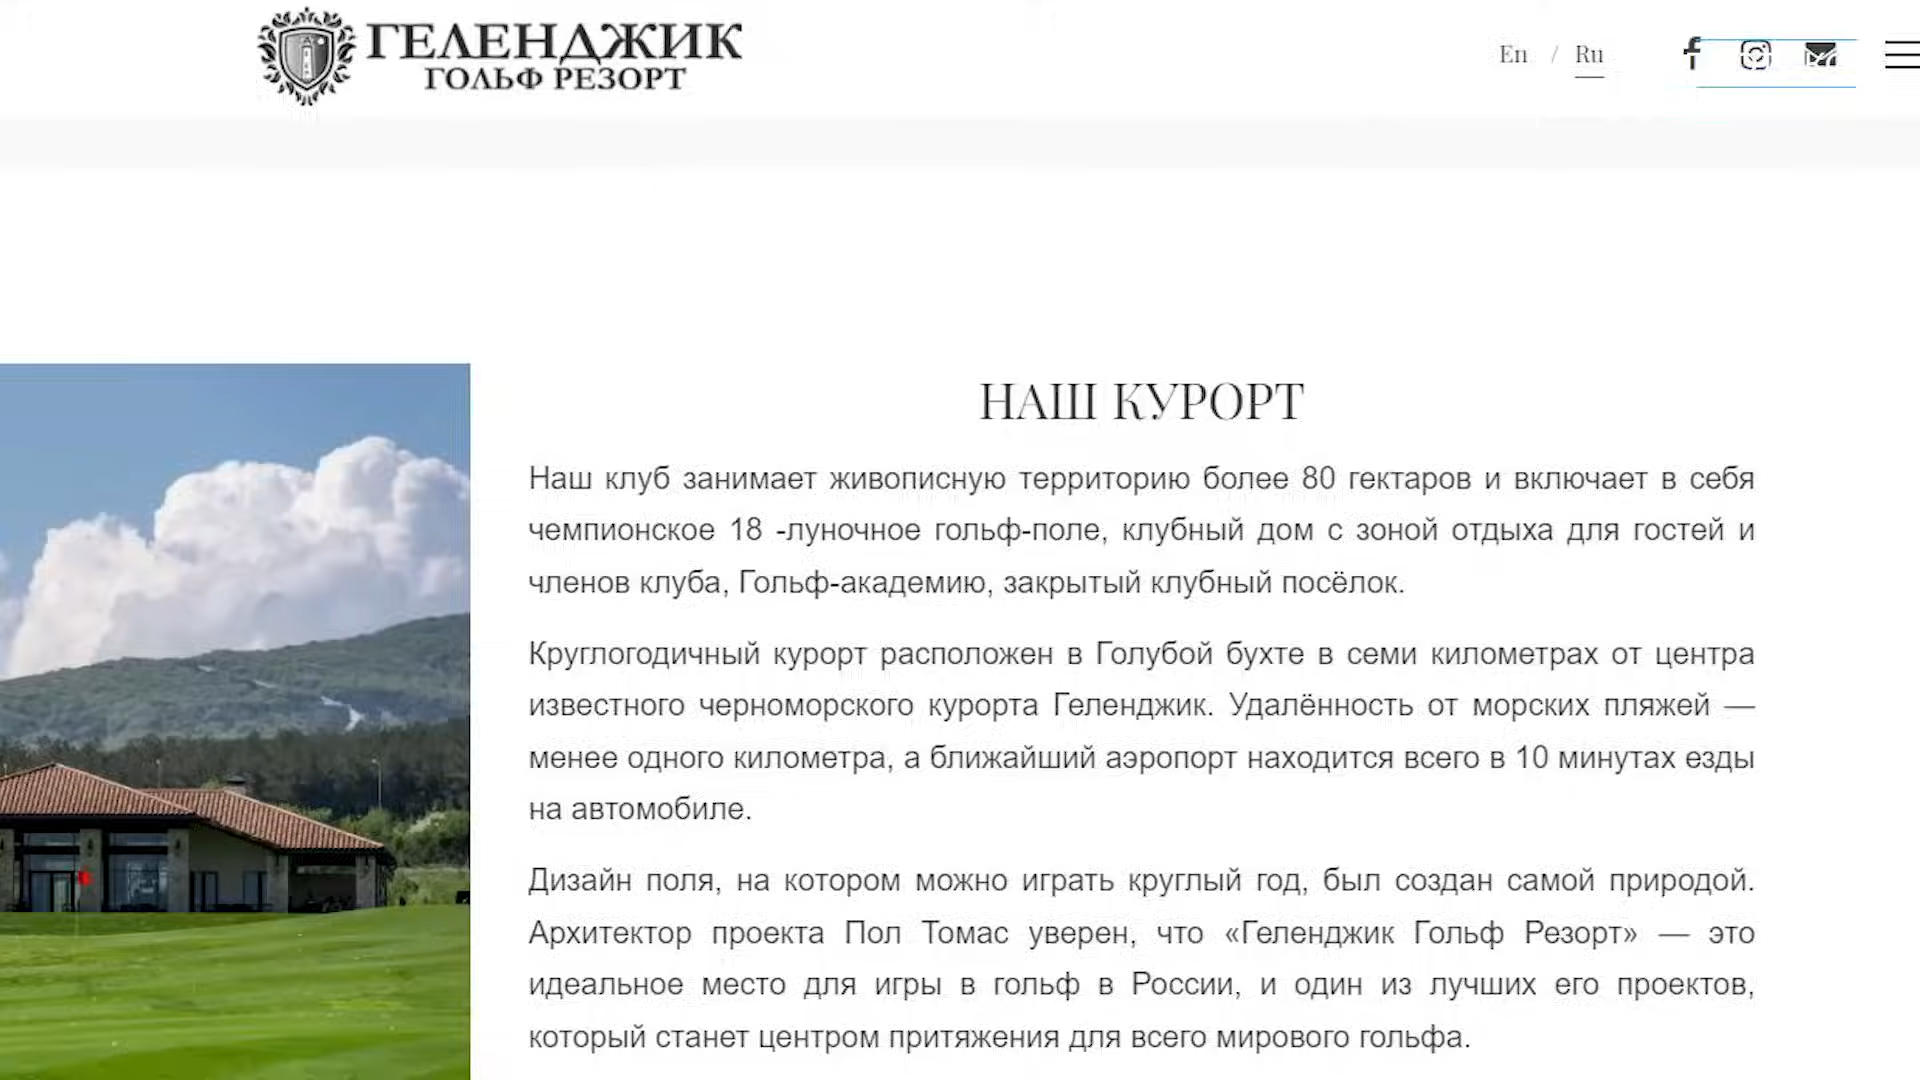 ГЕЛЕНДЖИК
ГОЛЬФ РЕЗОРТ
En / Ru
НАШ КУРОРТ
Наш клуб занимает живописную территорию более 80 гектаров и включает в себя
чемпионское 18 -луночное гольф-поле, клубный дом с зоной отдыха для гостей и
членов клуба, Гольф-академию, закрытый клубный посёлок.
Круглогодичный курорт расположен в Голубой бухте в семи километрах от центра
известного черноморского курорта Геленджик. Удалённость от морских пляжей —
менее одного километра, а ближайший аэропорт находится всего в 10 минутах езды
на автомобиле.
Дизайн поля, на котором можно играть круглый год, был создан самой природой.
Архитектор проекта Пол Томас уверен, что «Геленджик Гольф Резорт» — это
идеальное место для игры в гольф в России, и один из лучших его проектов,
который станет центром притяжения для всего мирового гольфа.